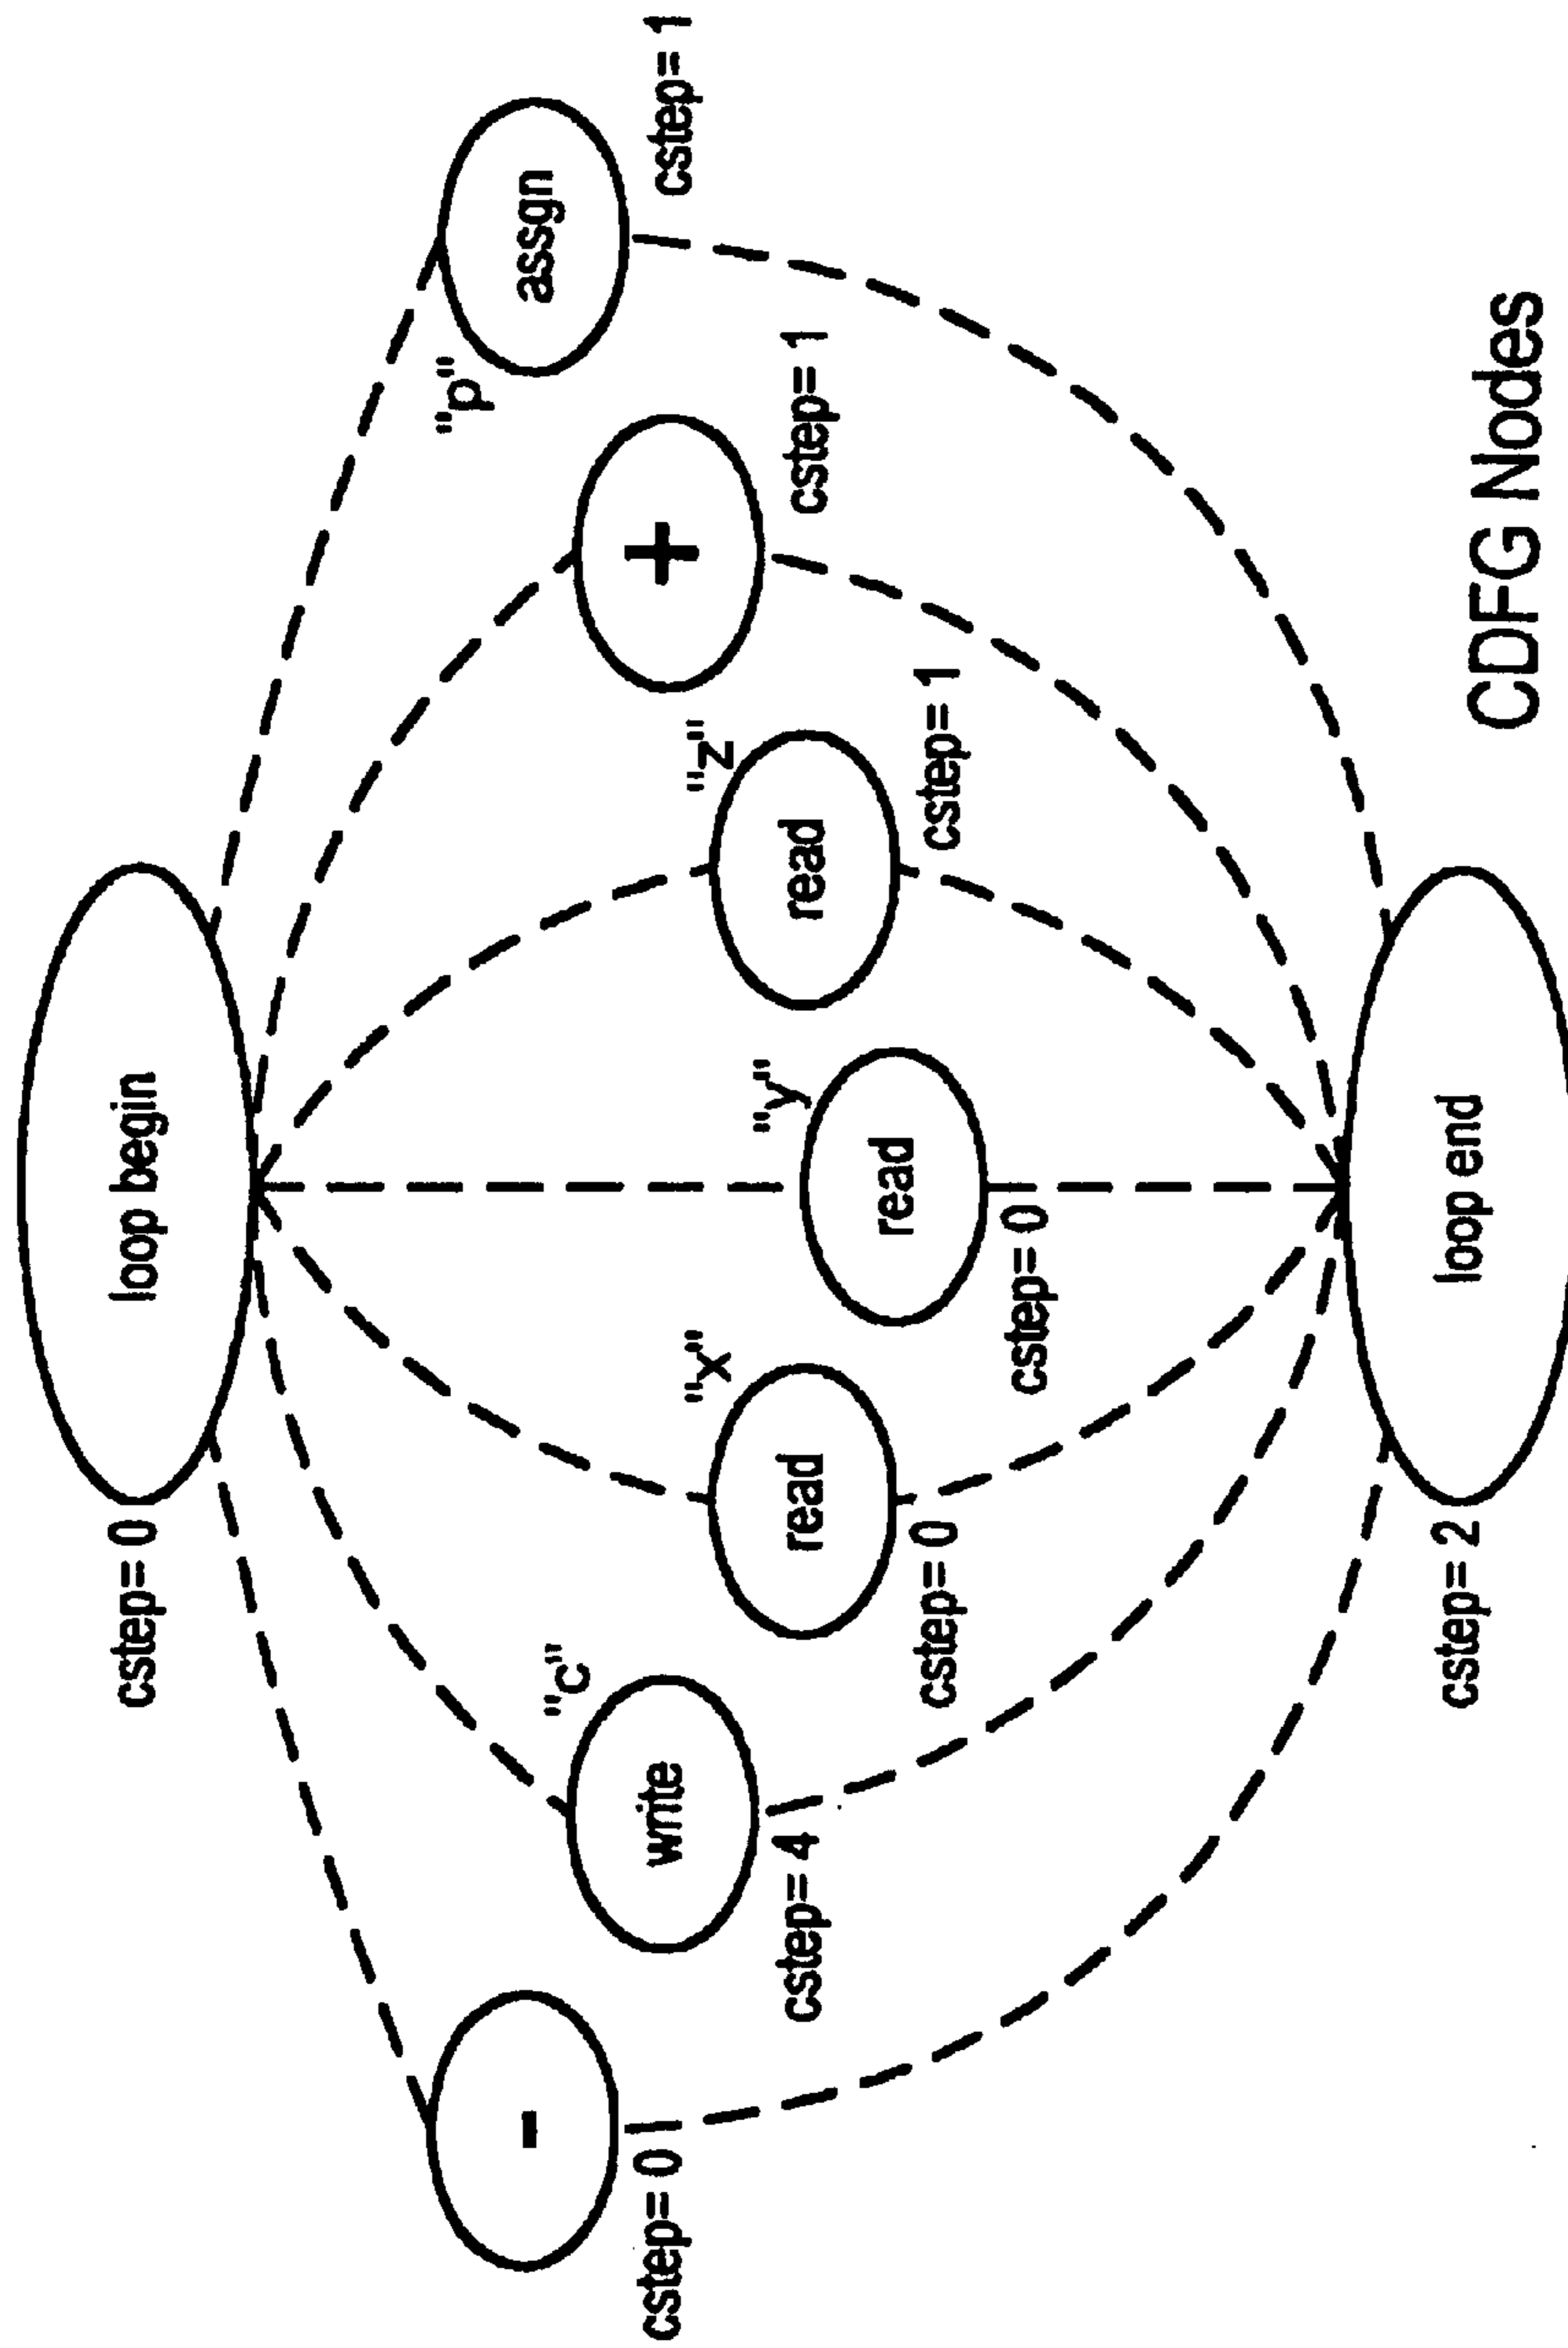 cstep= 0
loop begin
"p"
-
assgn
"c"
cstep= 0
write
+
cstep= 1
"x"
"z"
"y"
cstep= 4
read
read
cstep= 1
read
cstep= 0
cstep= 1
cstep= 0
cstep= 2
loop end
CDFG Nodes